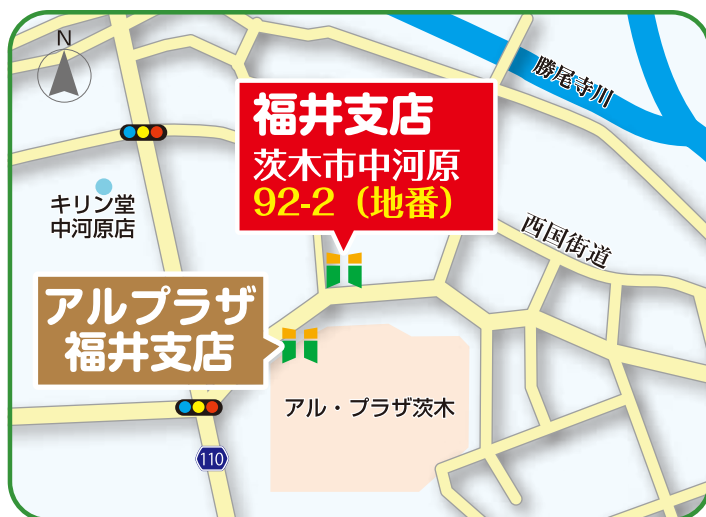 N
勝尾寺川
福井支店
茨木市中河原
92-2（地番）
キリン堂
中河原店
西国街道
アルプラザ
福井支店
アル・プラザ茨木
110